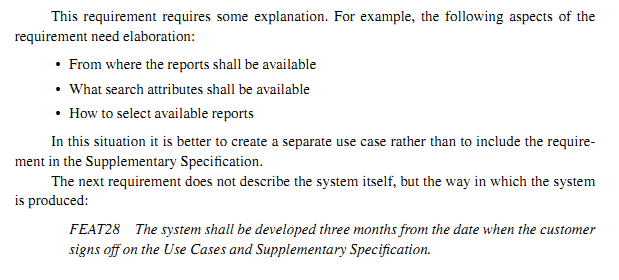 This requirement requires some explanation. For example, the following aspects of the
requirement need elaboration:
• From where the reports shall be available
• What search attributes shall be available
• How to select available reports
In this situation it is better to create a separate use case rather than to include the require-
ment in the Supplementary Specification.
The next requirement does not describe the system itself, but the way in which the system
is produced:
FEAT28 The system shall be developed three months from the date when the customer
signs off on the Use Cases and Supplementary Specification.